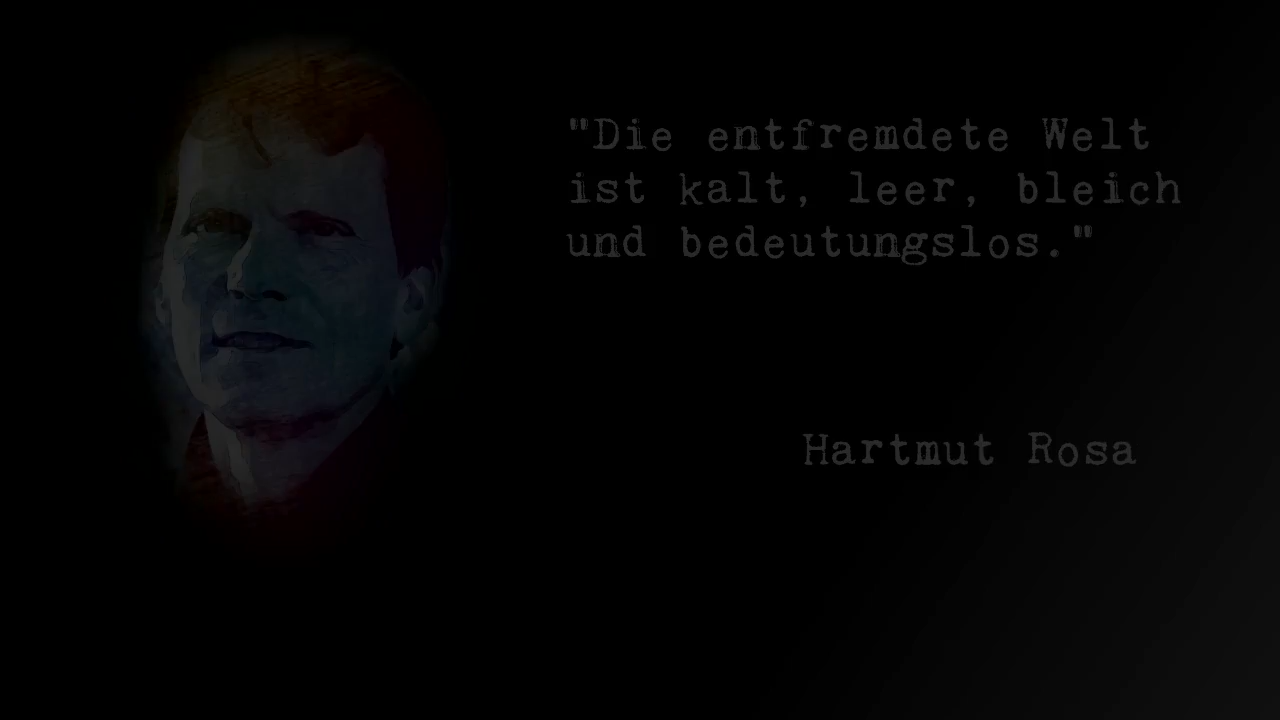 "Die entfremdete Welt
ist kalt, leer, bleich
und bedeutungslos."
Hartmut Rosa